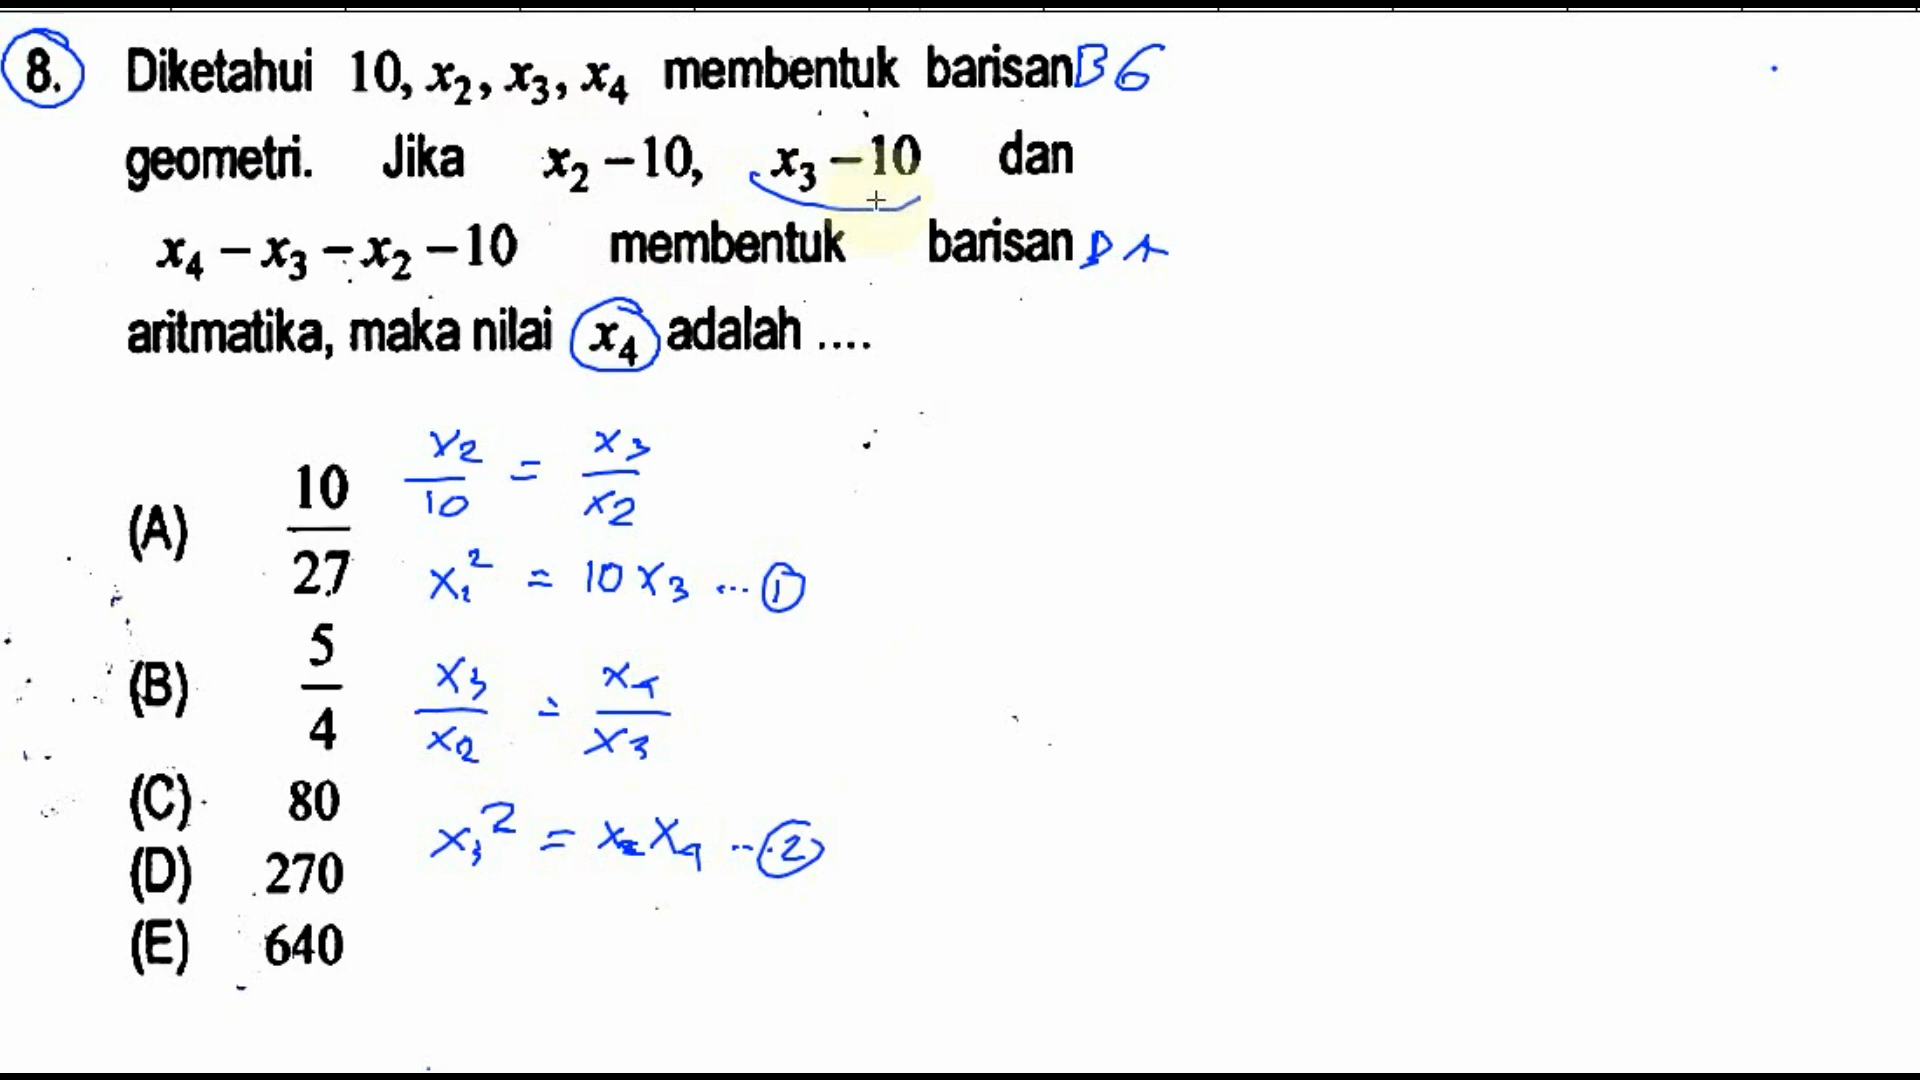 8. Diketahui 10, x₂, x₃, x₄ membentuk barisan BG
geometri. Jika x₂ – 10, x₃ – 10 dan
x₄ – x₃ – x₂ – 10 membentuk barisan BA
aritmatika, maka nilai x₄ adalah ....
(A) 10/27
(B) 5/4
(C) 80
(D) 270
(E) 640
x₂/10 = x₃/x₂
x₂² = 10x₃ ... ①
x₃/x₂ = x₄/x₃
x₃² = x₂x₄ ... ②